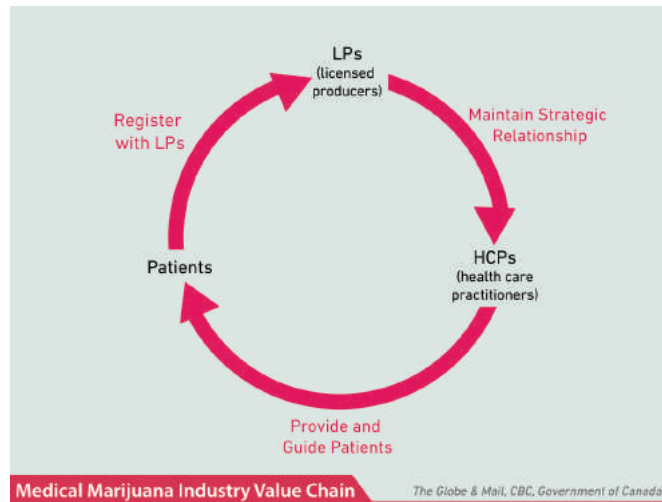 LPs
(licensed
producers)
Maintain Strategic
Relationship
Register
with LPs
Patients
HCPs
(health care
practitioners)
Provide and
Guide Patients
Medical Marijuana Industry Value Chain
The Globe & Mail, CBC, Government of Canada